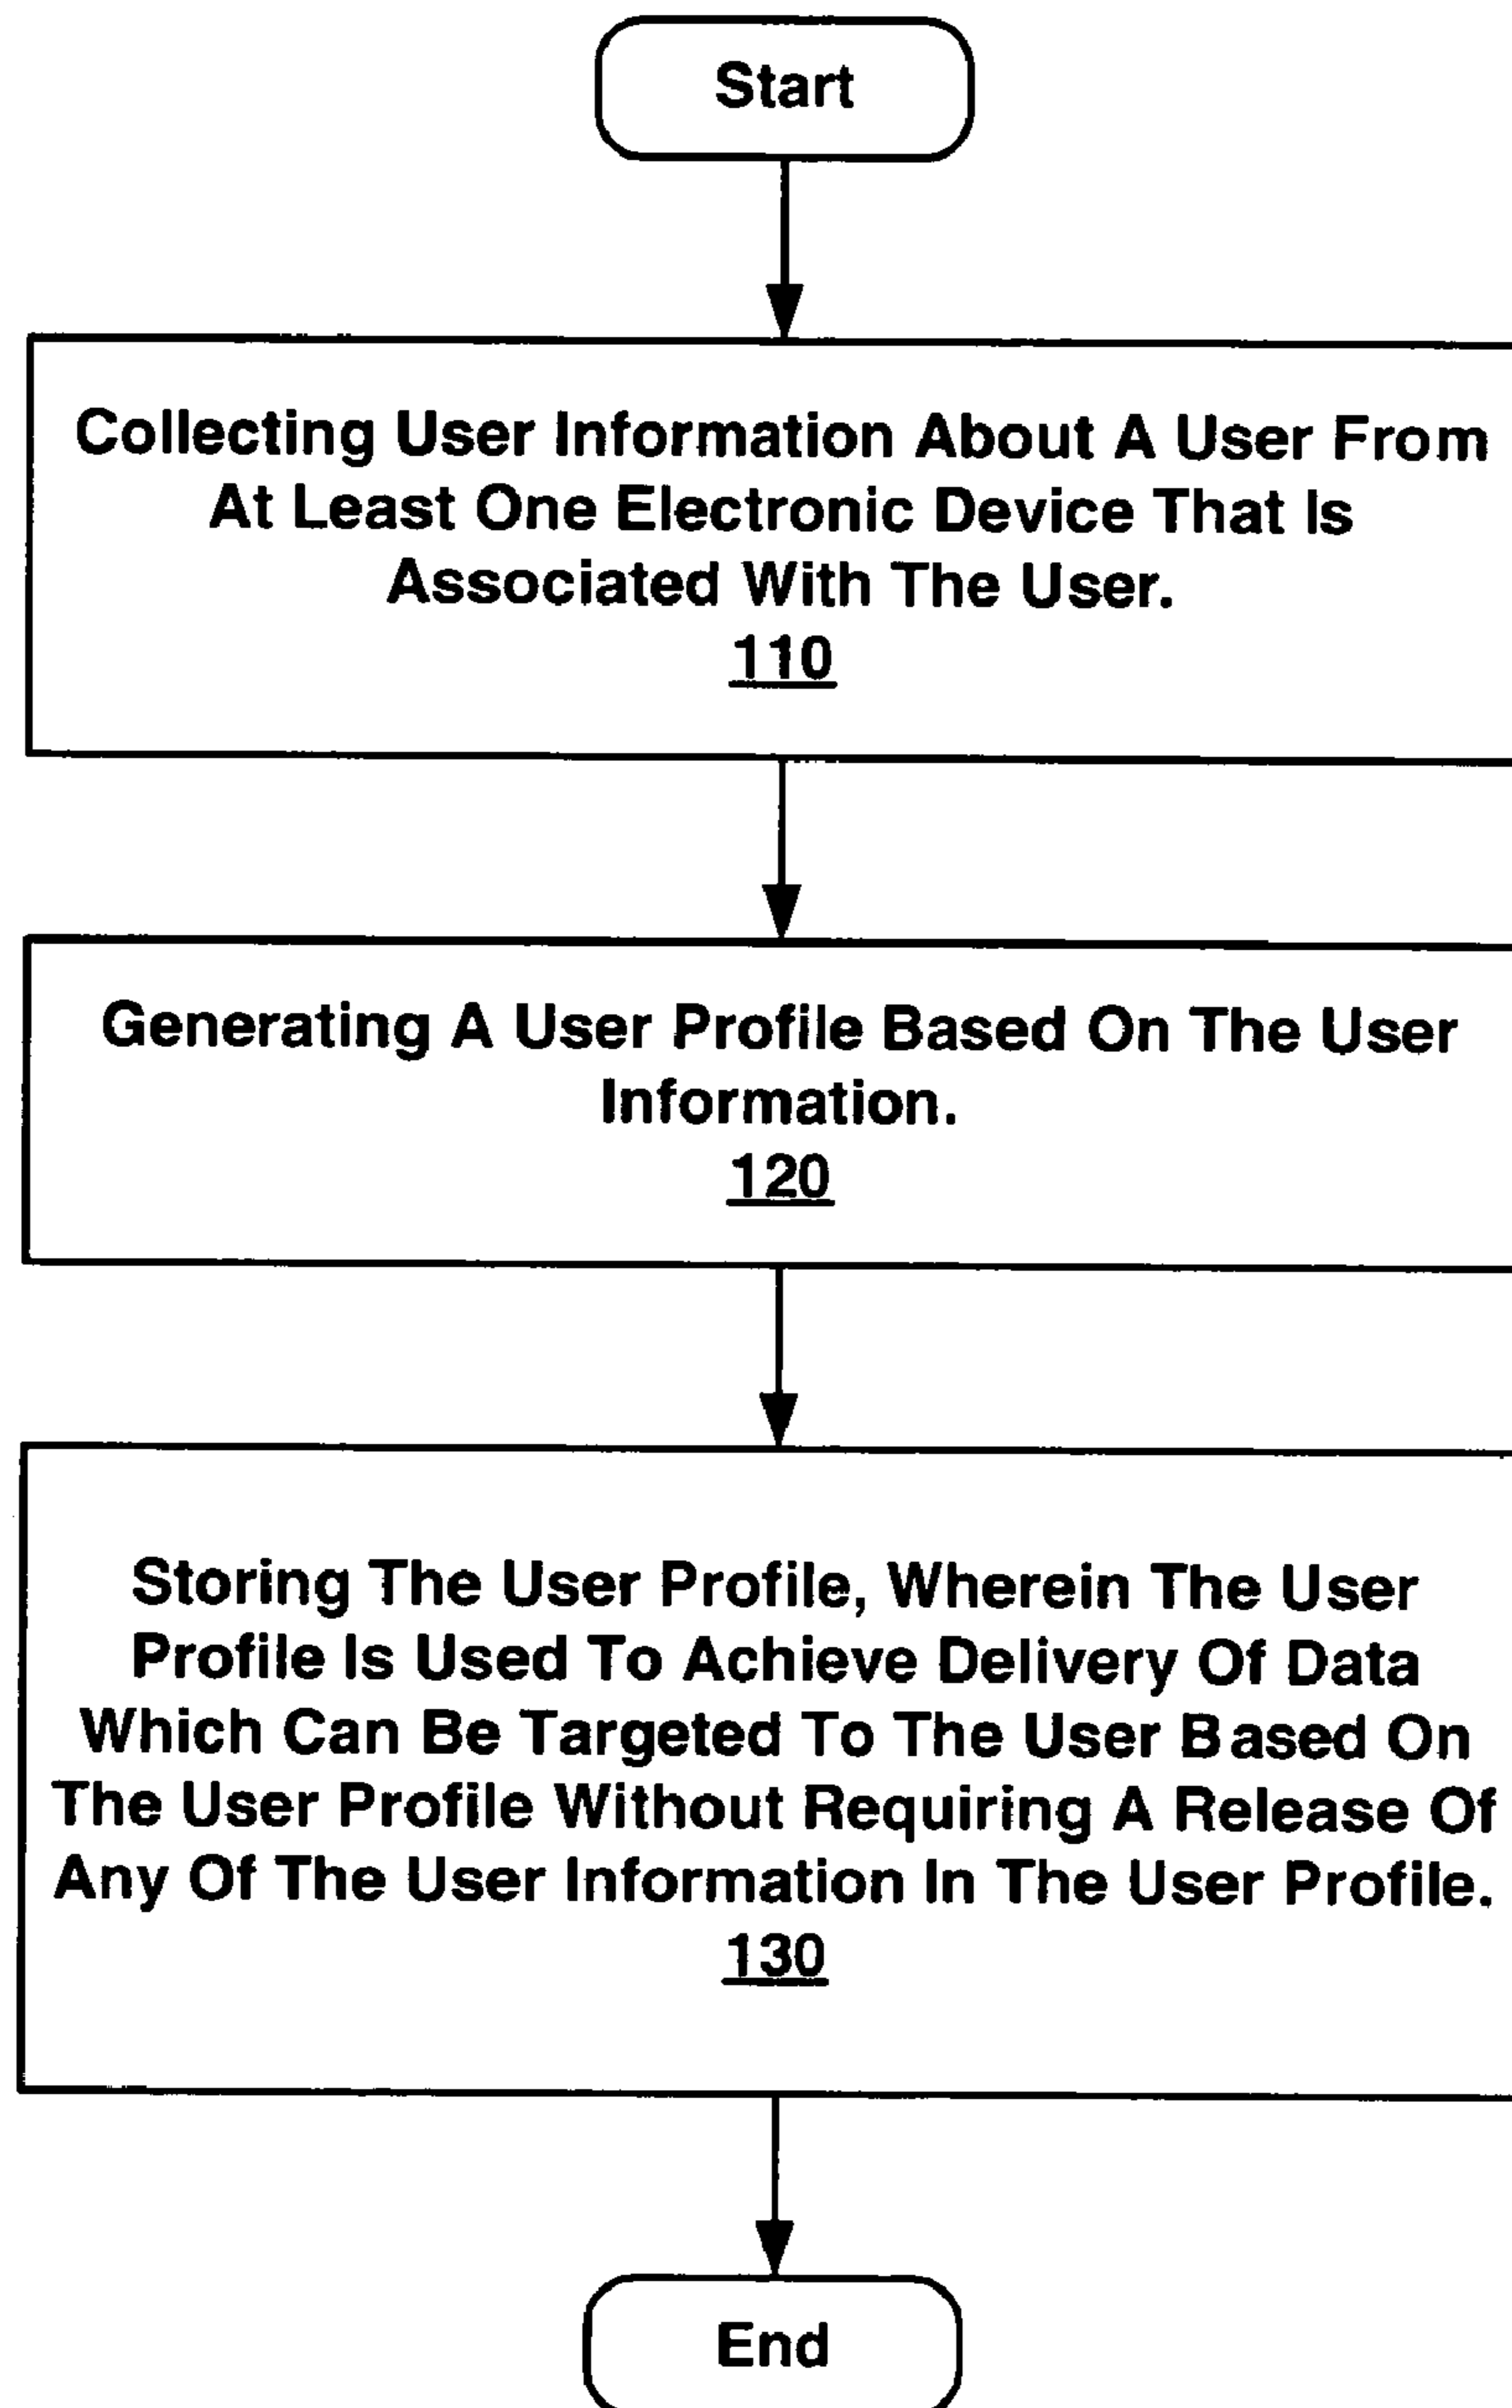 Start
Collecting User Information About A User From
At Least One Electronic Device That Is
Associated With The User.
110
Generating A User Profile Based On The User
Information.
120
Storing The User Profile, Wherein The User
Profile Is Used To Achieve Delivery Of Data
Which Can Be Targeted To The User Based On
The User Profile Without Requiring A Release Of
Any Of The User Information In The User Profile.
130
End